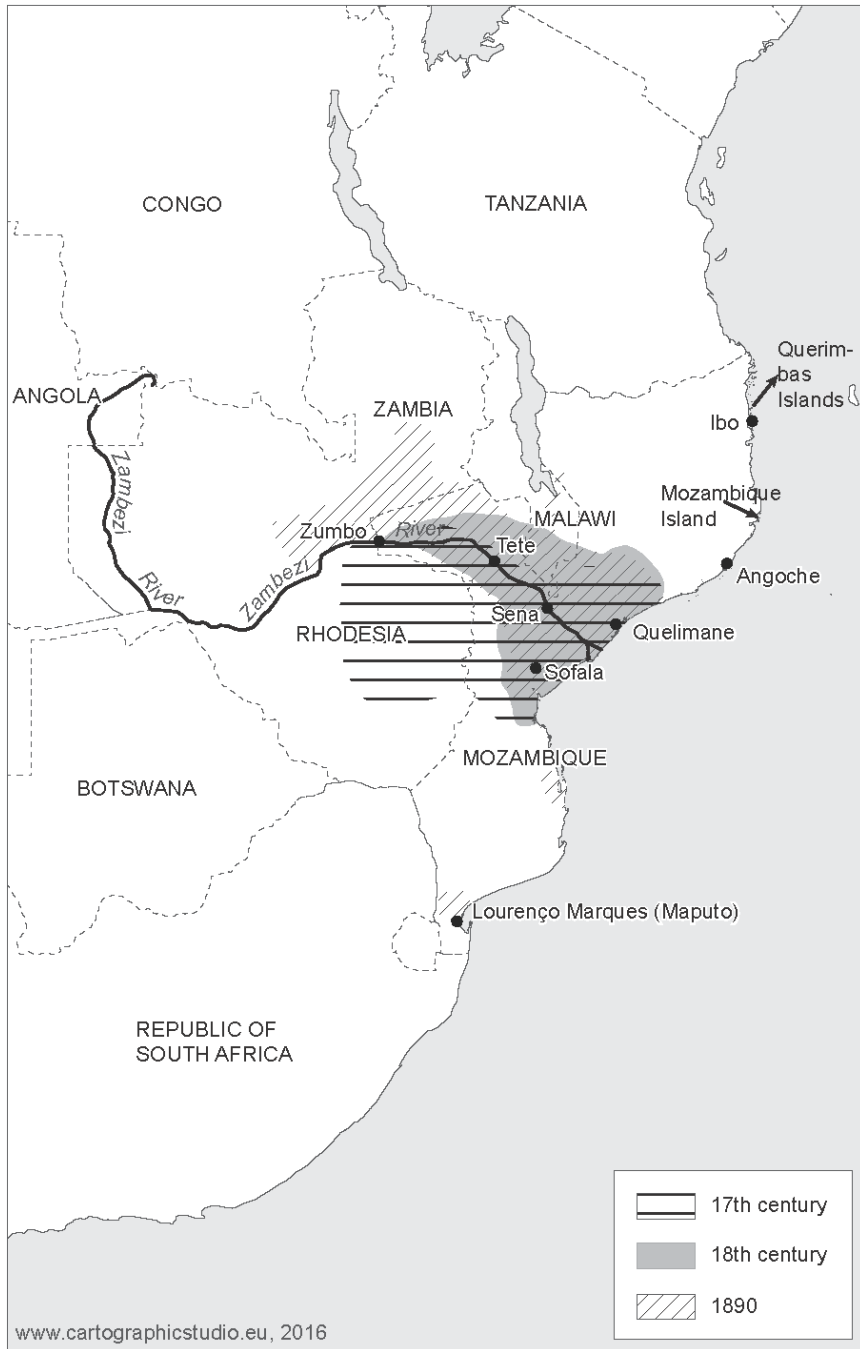 CONGO
TANZANIA
Querim-
bas
Islands
ANGOLA
ZAMBIA
Ibo
Zambezi
River
Mozambique
Island
MALAWI
Zumbo
River
Tete
Angoche
Zambezi
River
Sena
RHODESIA
Quelimane
Sofala
MOZAMBIQUE
BOTSWANA
Lourenço Marques (Maputo)
REPUBLIC OF
SOUTH AFRICA
17th century
18th century
1890
www.cartographicstudio.eu, 2016